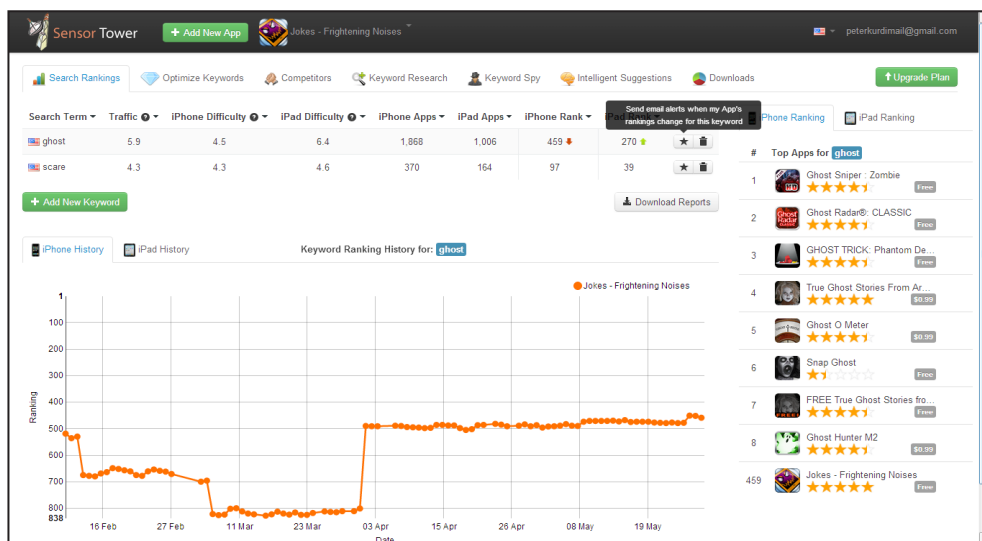 Sensor Tower
+ Add New App
Jokes - Frightening Noises
peterkurdimail@gmail.com
Search Rankings
Optimize Keywords
Competitors
Keyword Research
Keyword Spy
Intelligent Suggestions
Downloads
Upgrade Plan
Send email alerts when my App's
rankings change for this keyword
Search Term Traffic ? iPhone Difficulty ? iPad Difficulty ? iPhone Apps iPad Apps iPhone Rank
ghost 5.9 4.5 6.4 1,868 1,006 459 270
scare 4.3 4.3 4.6 370 164 97 39
+ Add New Keyword
Download Reports
iPhone History
iPad History
Keyword Ranking History for: ghost
Jokes - Frightening Noises
Ranking
1
100
200
300
400
500
600
700
800
838
16 Feb 27 Feb 11 Mar 23 Mar 03 Apr 15 Apr 26 Apr 08 May 19 May
Date
iPhone Ranking
iPad Ranking
# Top Apps for ghost
1 Ghost Sniper : Zombie
Free
2 Ghost Radar®: CLASSIC
Free
3 GHOST TRICK: Phantom De...
Free
4 True Ghost Stories From Ar...
$0.99
5 Ghost O Meter
$0.99
6 Snap Ghost
Free
7 FREE True Ghost Stories fro...
Free
8 Ghost Hunter M2
$0.99
459 Jokes - Frightening Noises
Free